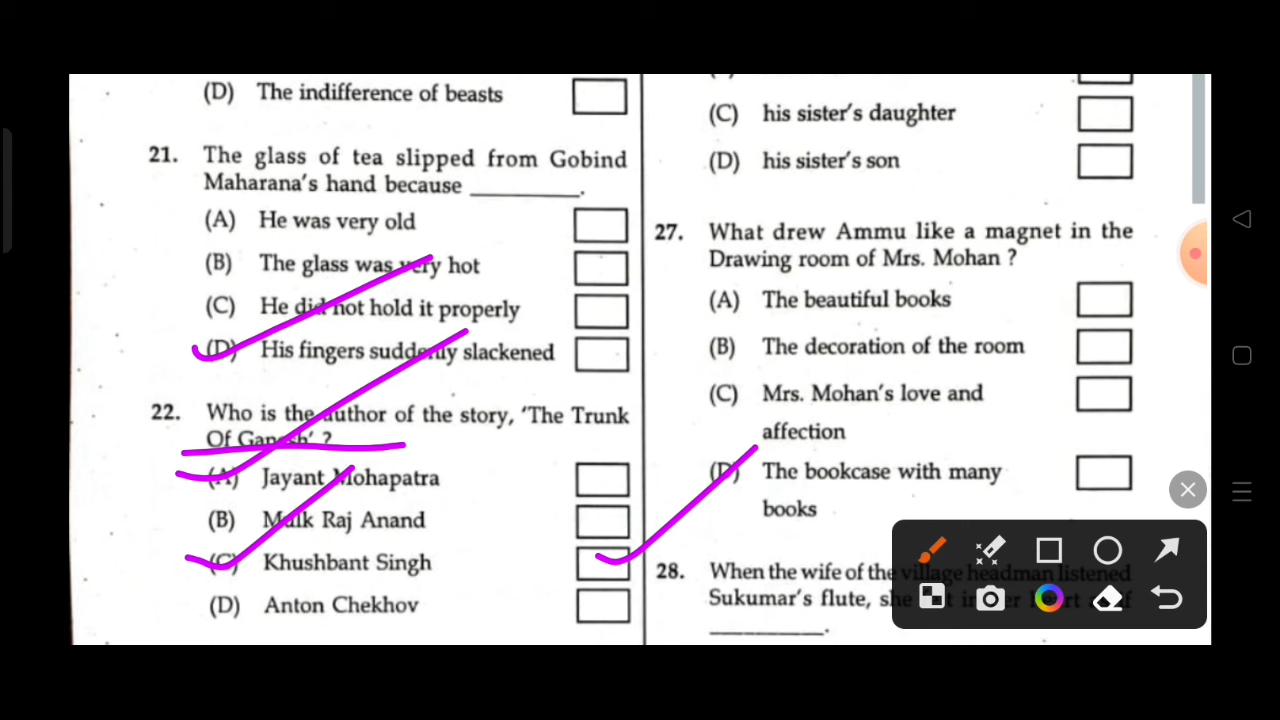 (D) The indifference of beasts
21. The glass of tea slipped from Gobind
Maharana's hand because __________.
(A) He was very old
(B) The glass was very hot
(C) He did not hold it properly
(D) His fingers suddenly slackened
22. Who is the author of the story, 'The Trunk
Of Ganesh' ?
(A) Jayant Mohapatra
(B) Mulk Raj Anand
(C) Khushbant Singh
(D) Anton Chekhov
(C) his sister's daughter
(D) his sister's son
27. What drew Ammu like a magnet in the
Drawing room of Mrs. Mohan ?
(A) The beautiful books
(B) The decoration of the room
(C) Mrs. Mohan's love and
affection
(D) The bookcase with many
books
28. When the wife of the village headman listened
Sukumar's flute, she
__________.